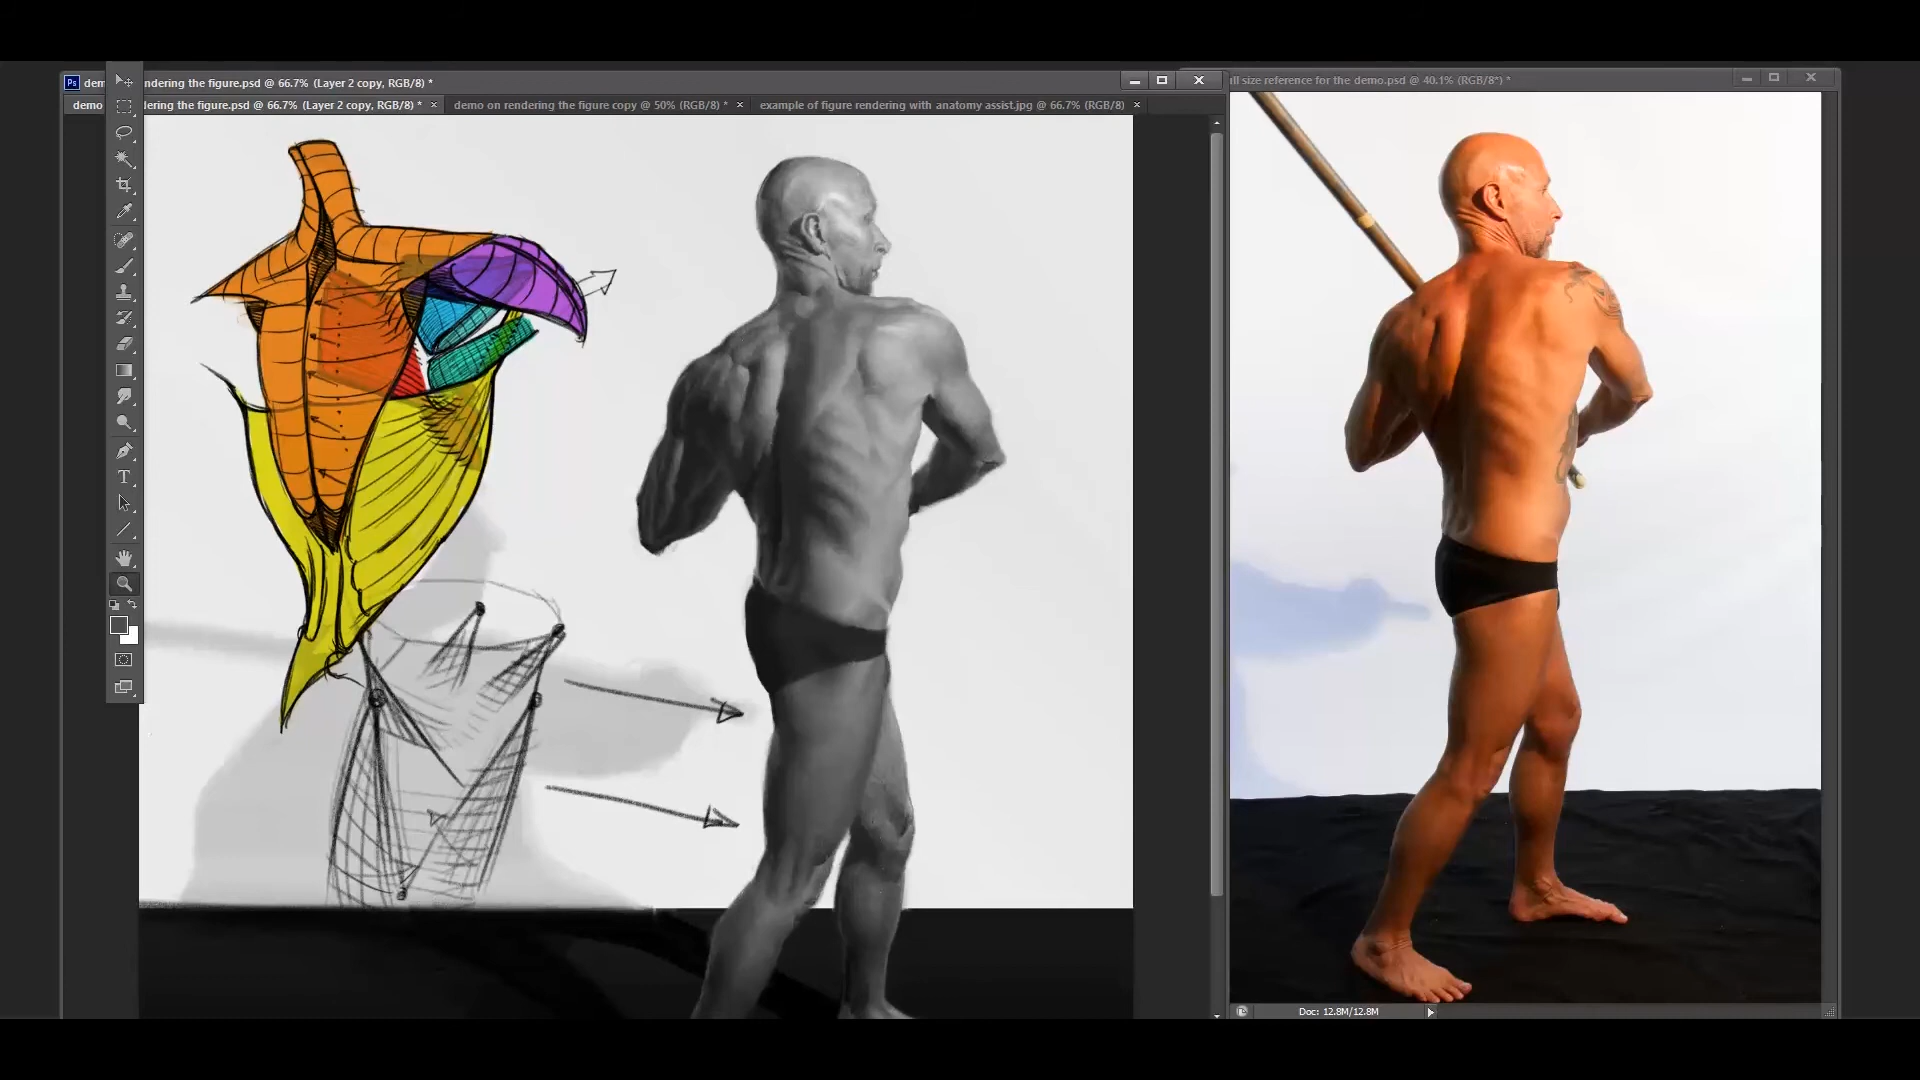 Ps dem ndering the figure.psd @ 66.7% (Layer 2 copy, RGB/8) *
ull size reference for the demo.psd @ 40.1% (RGB/8*) *
demo dering the figure.psd @ 66.7% (Layer 2 copy, RGB/8) *
demo on rendering the figure copy @ 50% (RGB/8) *
example of figure rendering with anatomy assist.jpg @ 66.7% (RGB/8)
T
Doc: 12.8M/12.8M